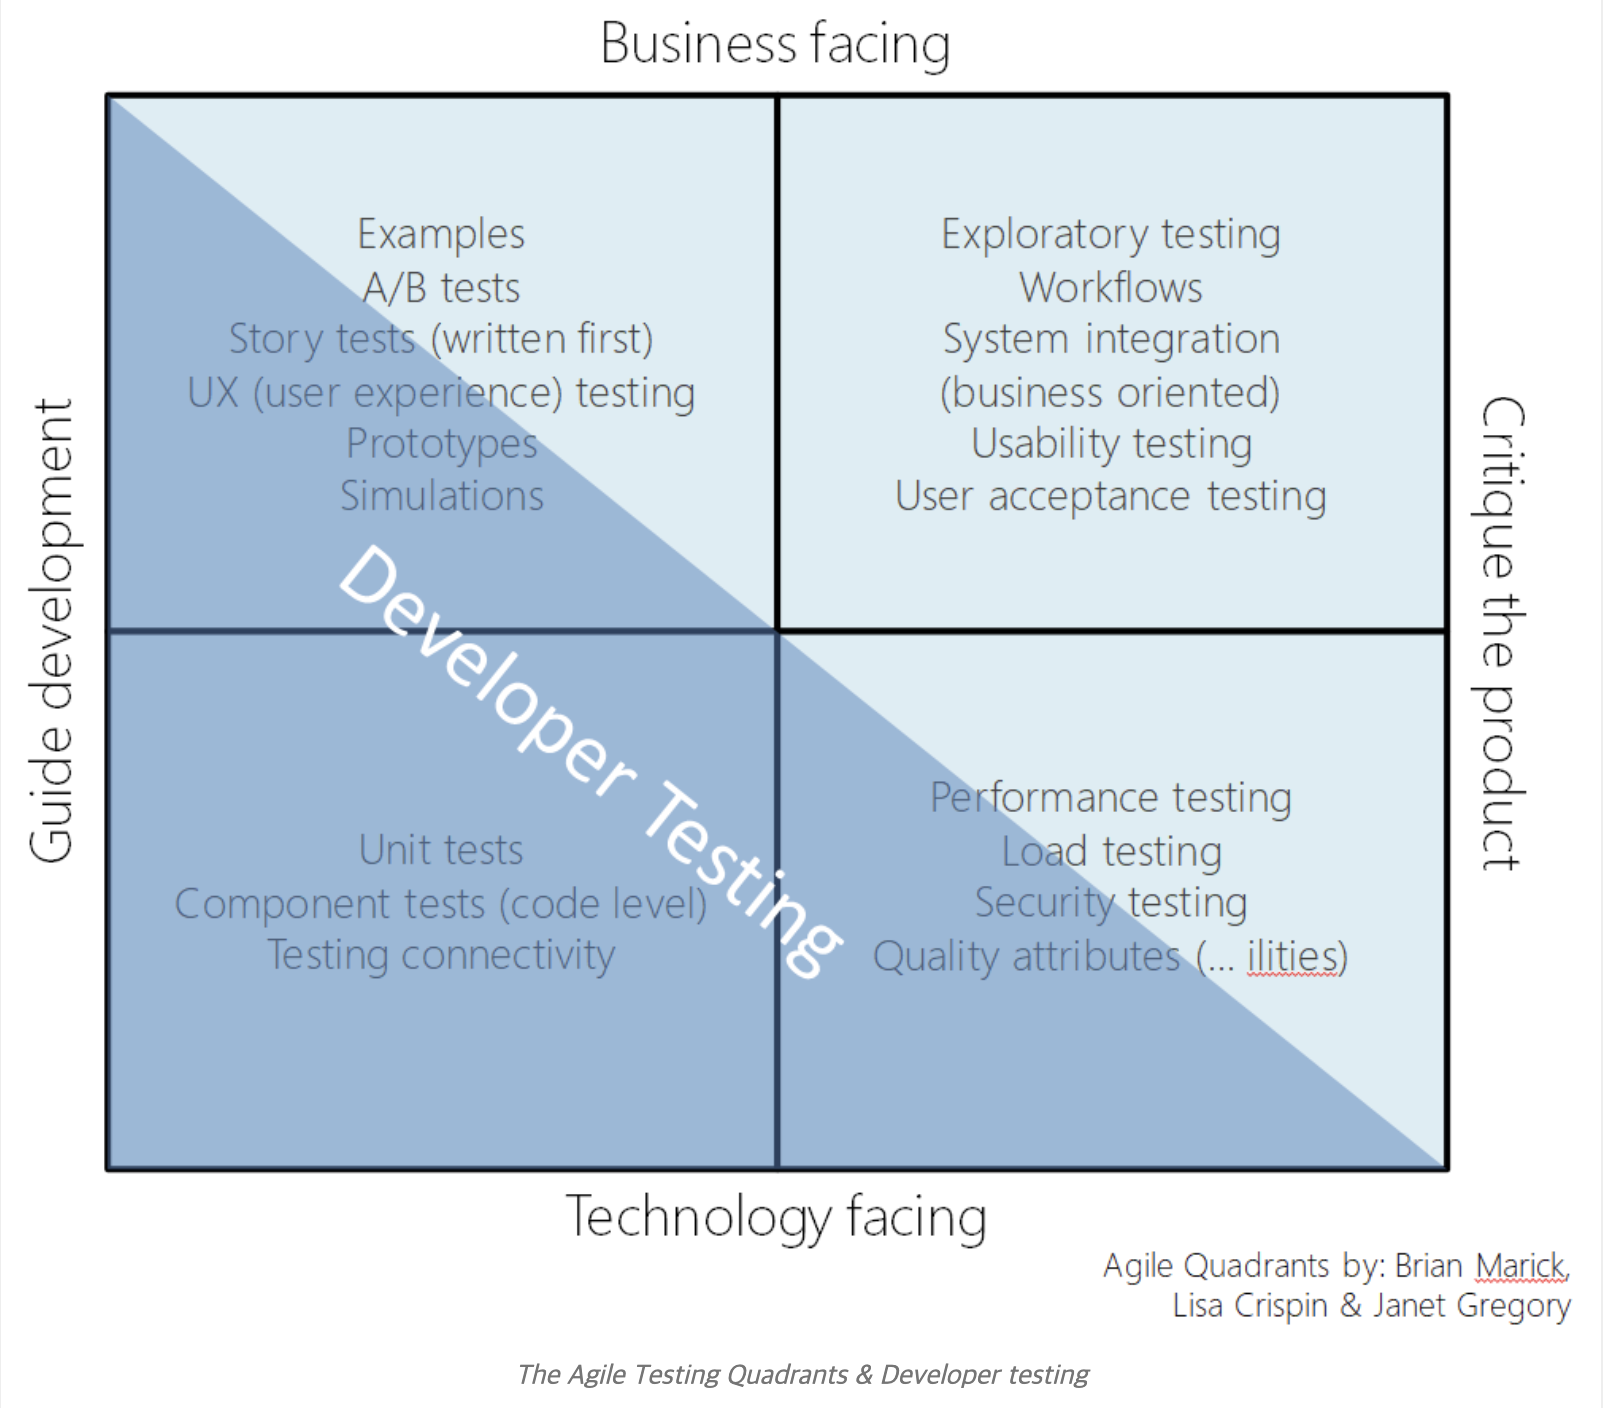 Business facing
Guide development
Examples
A/B tests
Story tests (written first)
UX (user experience) testing
Prototypes
Simulations
Exploratory testing
Workflows
System integration
(business oriented)
Usability testing
User acceptance testing
Critique the product
Developer Testing
Unit tests
Component tests (code level)
Testing connectivity
Performance testing
Load testing
Security testing
Quality attributes (... ilities)
Technology facing
Agile Quadrants by: Brian Marick,
Lisa Crispin & Janet Gregory
The Agile Testing Quadrants & Developer testing